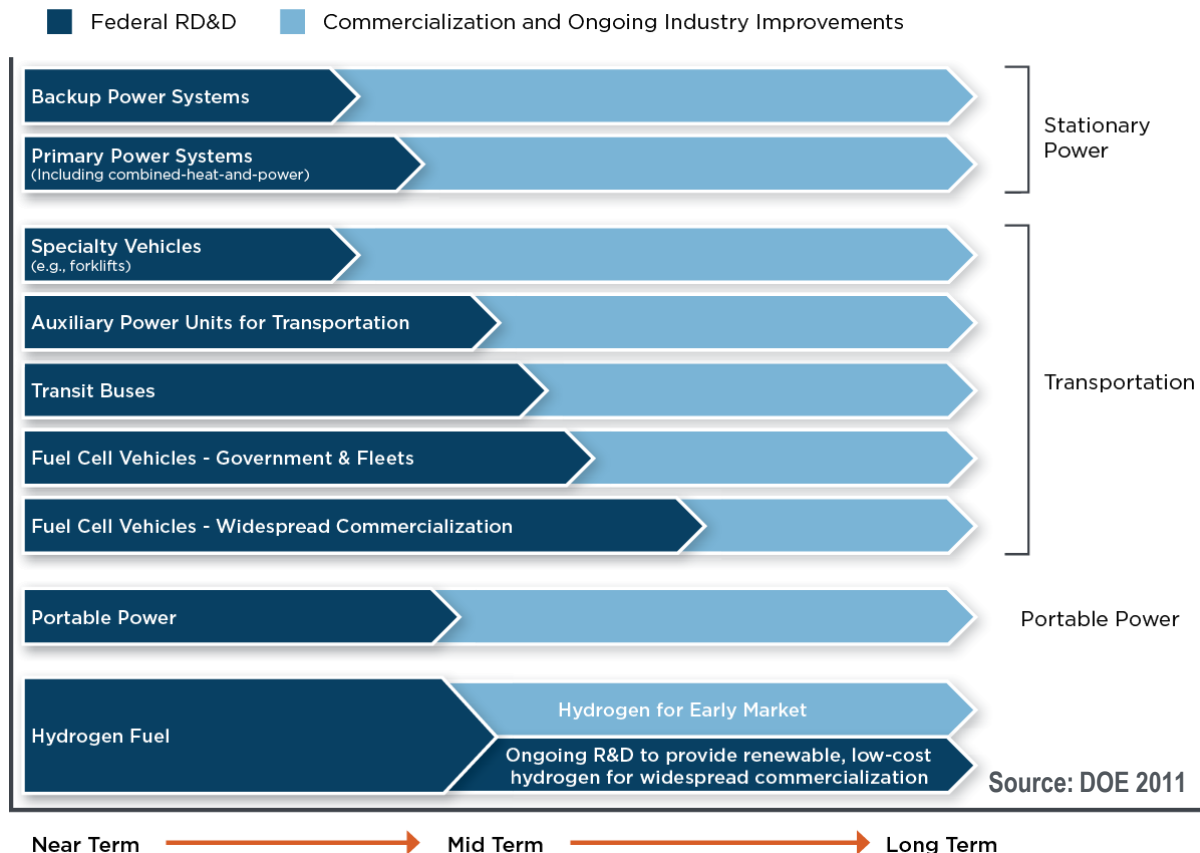 Federal RD&D
Commercialization and Ongoing Industry Improvements
Backup Power Systems
Primary Power Systems
(Including combined-heat-and-power)
Stationary
Power
Specialty Vehicles
(e.g., forklifts)
Auxiliary Power Units for Transportation
Transit Buses
Fuel Cell Vehicles - Government & Fleets
Fuel Cell Vehicles - Widespread Commercialization
Transportation
Portable Power
Portable Power
Hydrogen Fuel
Hydrogen for Early Market
Ongoing R&D to provide renewable, low-cost
hydrogen for widespread commercialization
Source: DOE 2011
Near Term
Mid Term
Long Term